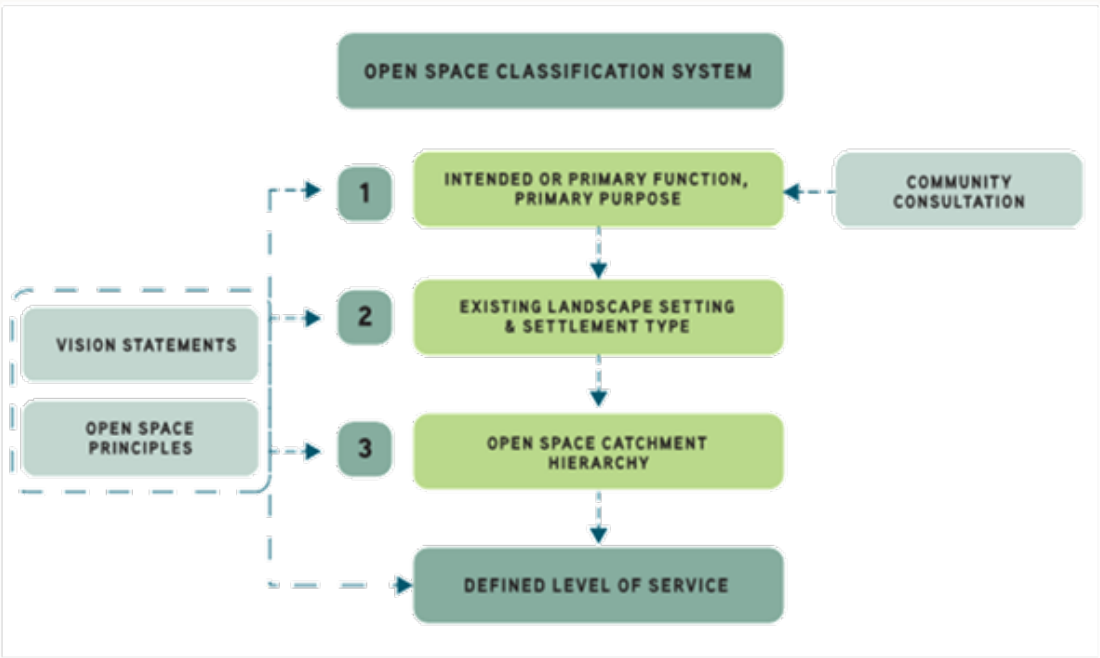 OPEN SPACE CLASSIFICATION SYSTEM
1
INTENDED OR PRIMARY FUNCTION,
PRIMARY PURPOSE
COMMUNITY
CONSULTATION
2
EXISTING LANDSCAPE SETTING
& SETTLEMENT TYPE
VISION STATEMENTS
OPEN SPACE
PRINCIPLES
3
OPEN SPACE CATCHMENT
HIERARCHY
DEFINED LEVEL OF SERVICE